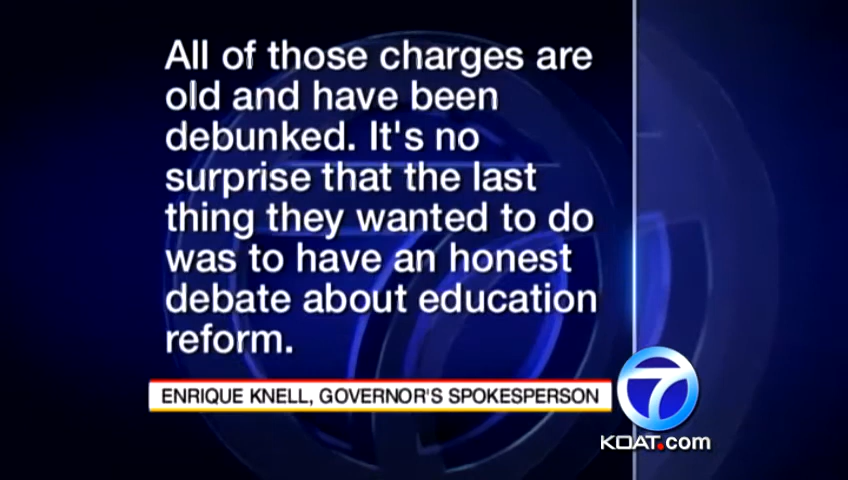 All of those charges are
old and have been
debunked. It's no
surprise that the last
thing they wanted to do
was to have an honest
debate about education
reform.
ENRIQUE KNELL, GOVERNOR'S SPOKESPERSON
7
KOAT.com